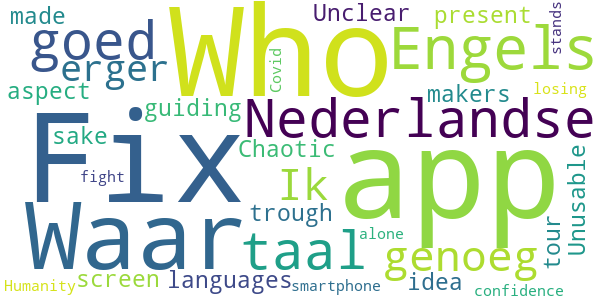 made
Who
Unclear
present
stands
goed
Engels
erger
Covid
aspect
guiding
makers
losing
Fix
Nederlandse
sake
Chaotic
app
fight
Ik
Unusable
Waar
trough
taal
alone
genoeg
tour
screen
languages
idea
Humanity
smartphone
confidence